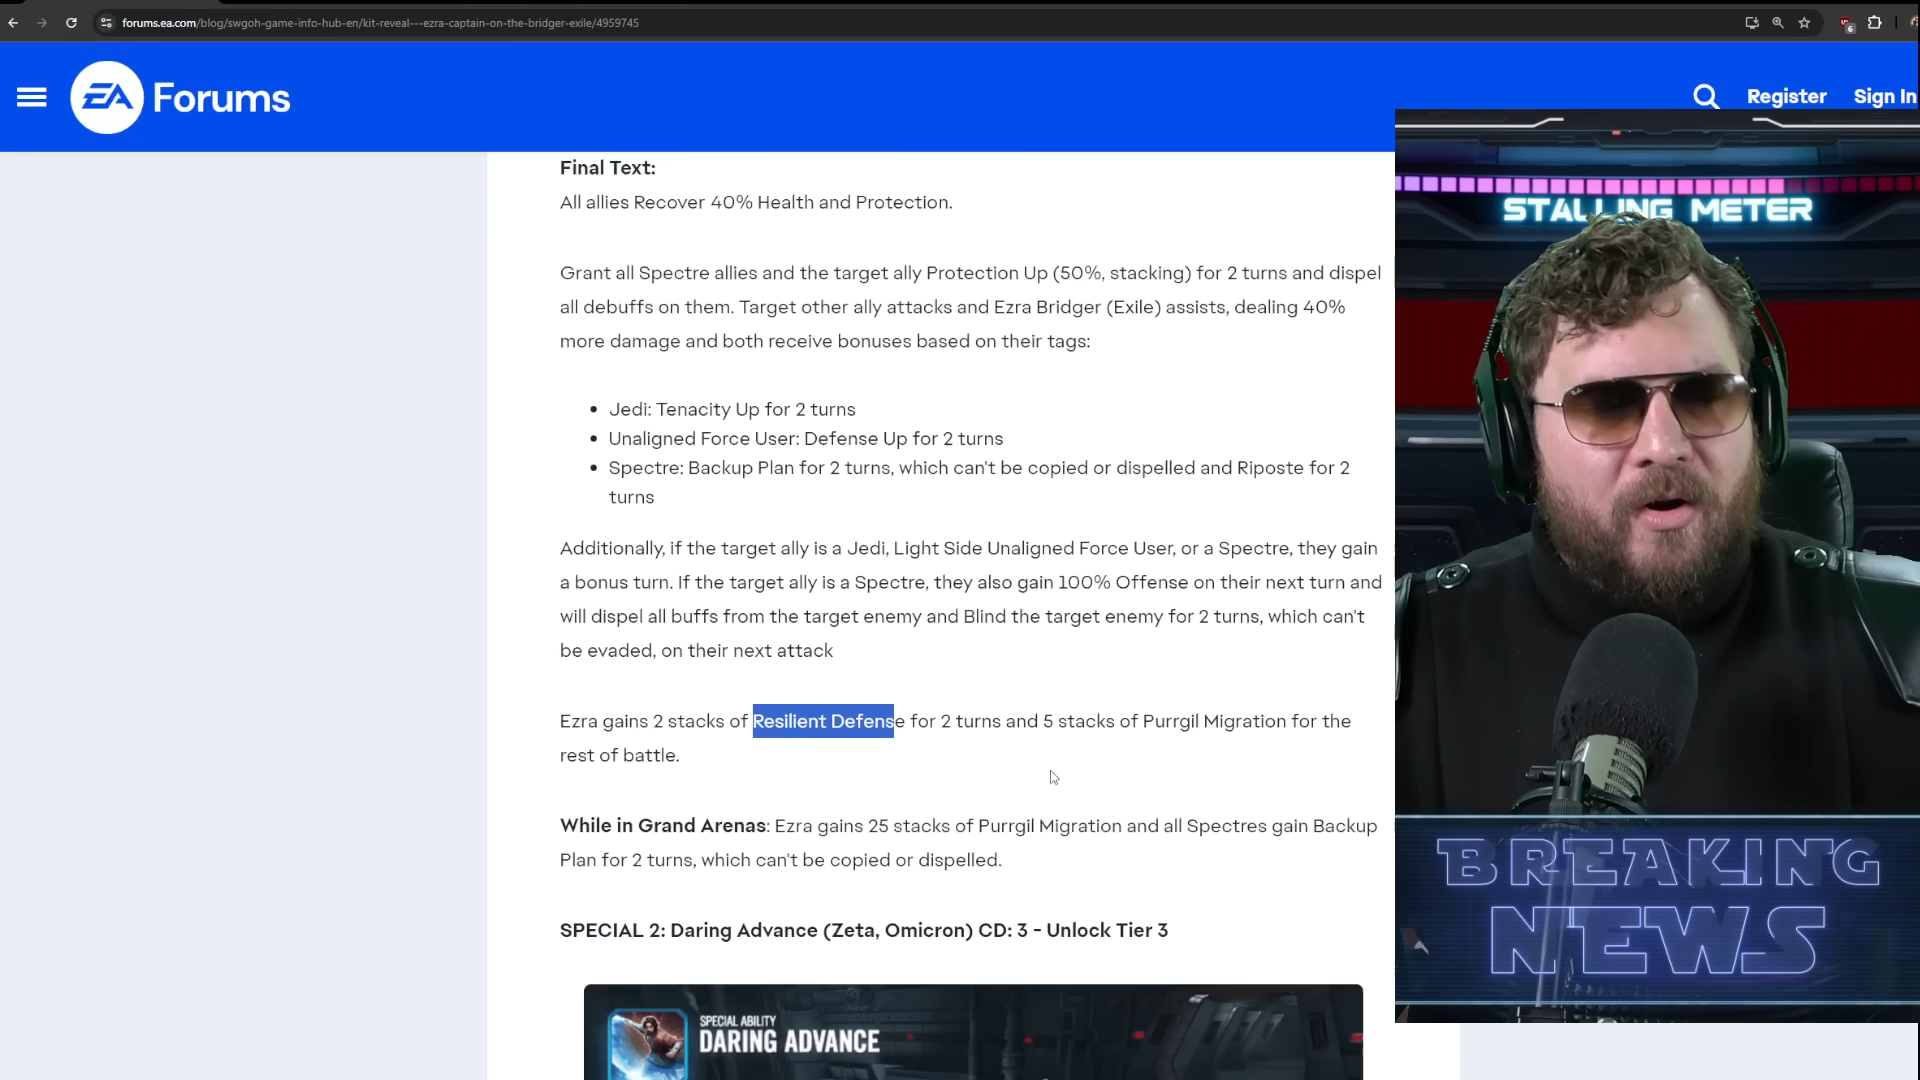 forums.ea.com/blog/swgoh-game-info-hub-en/kit-reveal---ezra-captain-on-the-bridger-exile/4959745
6
EA Forums
Register
Sign In
Final Text:
All allies Recover 40% Health and Protection.
Grant all Spectre allies and the target ally Protection Up (50%, stacking) for 2 turns and dispel
all debuffs on them. Target other ally attacks and Ezra Bridger (Exile) assists, dealing 40%
more damage and both receive bonuses based on their tags:
• Jedi: Tenacity Up for 2 turns
• Unaligned Force User: Defense Up for 2 turns
• Spectre: Backup Plan for 2 turns, which can't be copied or dispelled and Riposte for 2
turns
Additionally, if the target ally is a Jedi, Light Side Unaligned Force User, or a Spectre, they gain
a bonus turn. If the target ally is a Spectre, they also gain 100% Offense on their next turn and
will dispel all buffs from the target enemy and Blind the target enemy for 2 turns, which can't
be evaded, on their next attack
Ezra gains 2 stacks of Resilient Defense for 2 turns and 5 stacks of Purrgil Migration for the
rest of battle.
While in Grand Arenas: Ezra gains 25 stacks of Purrgil Migration and all Spectres gain Backup
Plan for 2 turns, which can't be copied or dispelled.
SPECIAL 2: Daring Advance (Zeta, Omicron) CD: 3 - Unlock Tier 3
SPECIAL ABILITY
DARING ADVANCE
STALLING METER
BREAKING
NEWS